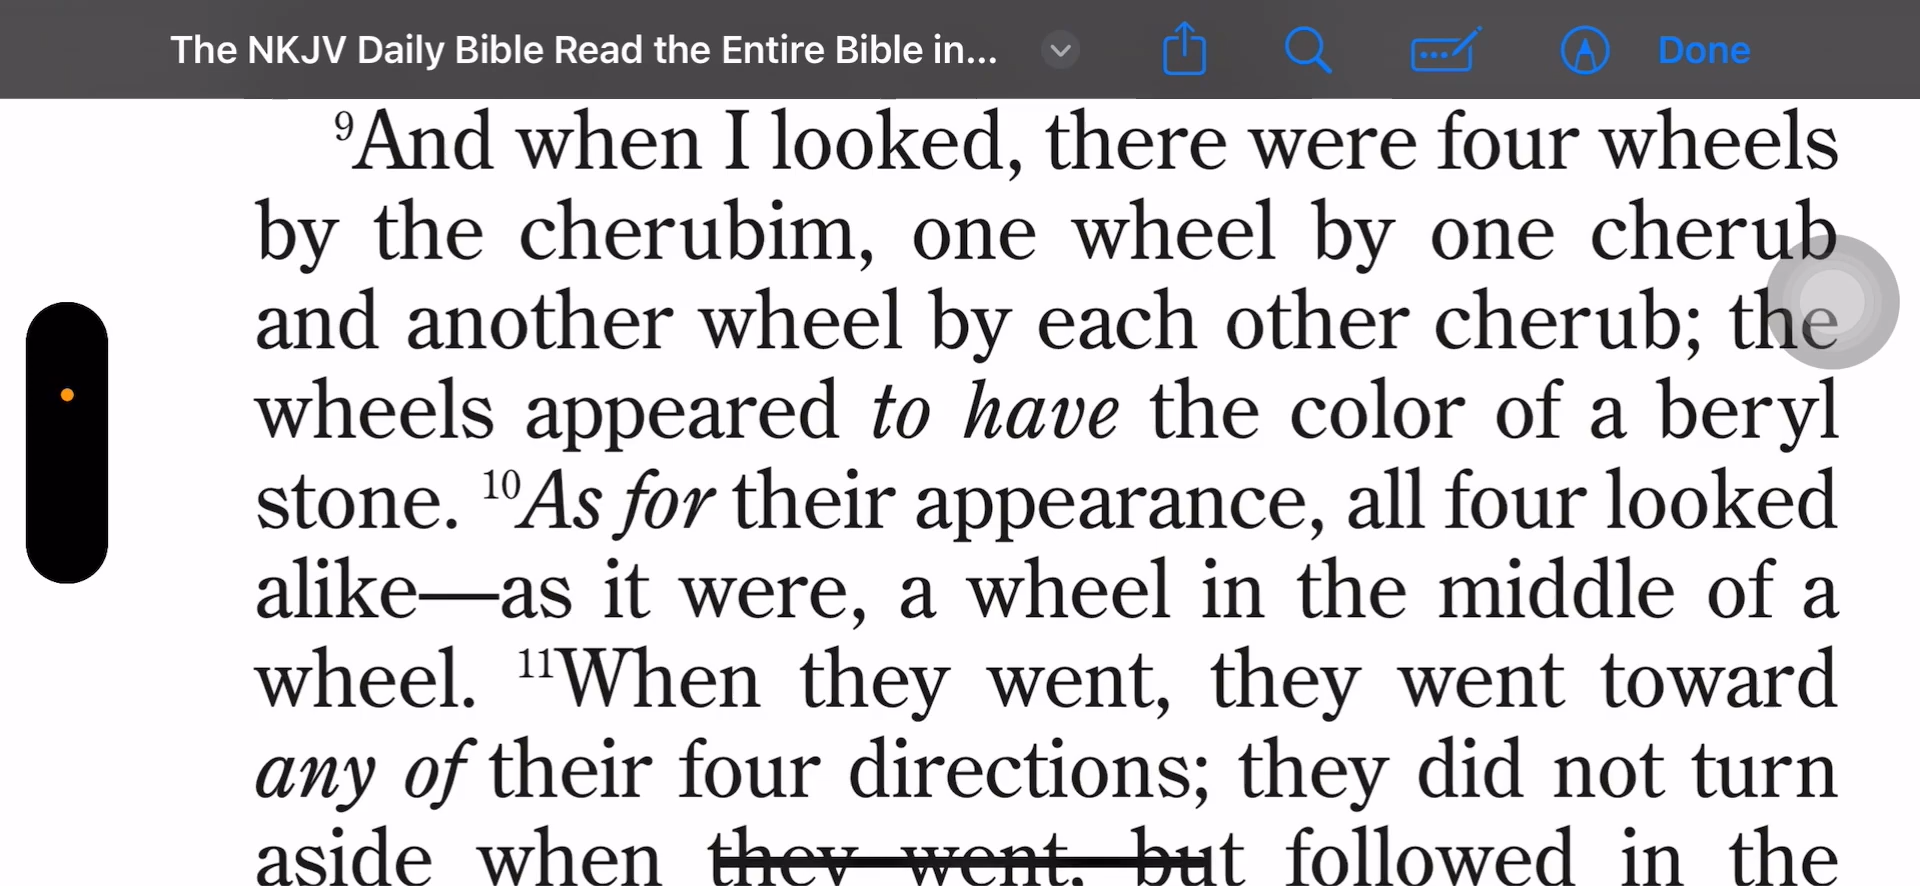 The NKJV Daily Bible Read the Entire Bible in... Done
⁹And when I looked, there were four wheels
by the cherubim, one wheel by one cherub
and another wheel by each other cherub; the
wheels appeared to have the color of a beryl
stone. ¹⁰As for their appearance, all four looked
alike—as it were, a wheel in the middle of a
wheel. ¹¹When they went, they went toward
any of their four directions; they did not turn
aside when they went, but followed in the